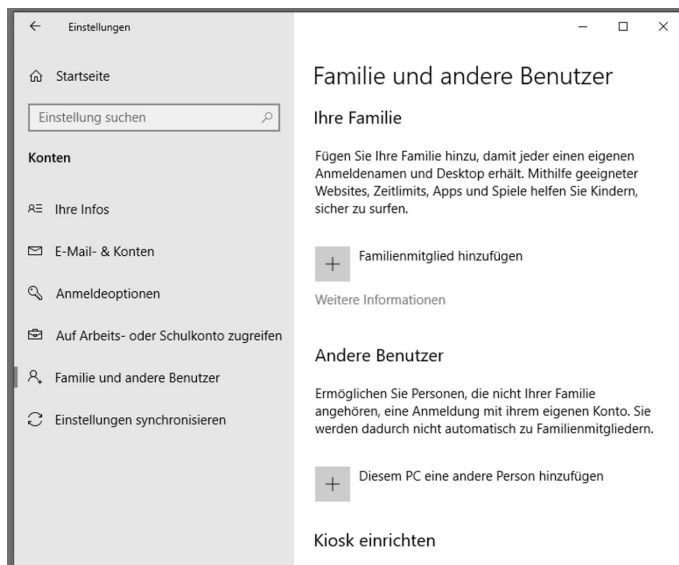 Einstellungen
Startseite
Einstellung suchen
Konten
Ihre Infos
E-Mail- & Konten
Anmeldeoptionen
Auf Arbeits- oder Schulkonto zugreifen
Familie und andere Benutzer
Einstellungen synchronisieren
Familie und andere Benutzer
Ihre Familie
Fügen Sie Ihre Familie hinzu, damit jeder einen eigenen
Anmeldenamen und Desktop erhält. Mithilfe geeigneter
Websites, Zeitlimits, Apps und Spiele helfen Sie Kindern,
sicher zu surfen.
Familienmitglied hinzufügen
Weitere Informationen
Andere Benutzer
Ermöglichen Sie Personen, die nicht Ihrer Familie
angehören, eine Anmeldung mit ihrem eigenen Konto. Sie
werden dadurch nicht automatisch zu Familienmitgliedern.
Diesem PC eine andere Person hinzufügen
Kiosk einrichten